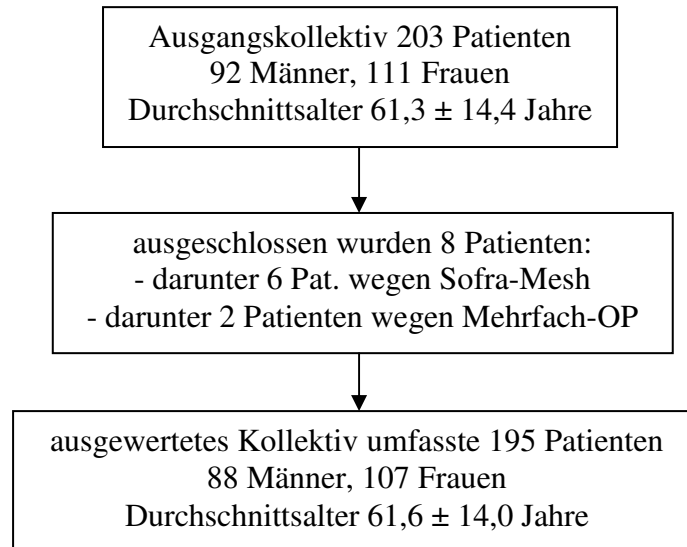 Ausgangskollektiv 203 Patienten
92 Männer, 111 Frauen
Durchschnittsalter 61,3 ± 14,4 Jahre
ausgeschlossen wurden 8 Patienten:
- darunter 6 Pat. wegen Sofra-Mesh
- darunter 2 Patienten wegen Mehrfach-OP
ausgewertetes Kollektiv umfasste 195 Patienten
88 Männer, 107 Frauen
Durchschnittsalter 61,6 ± 14,0 Jahre